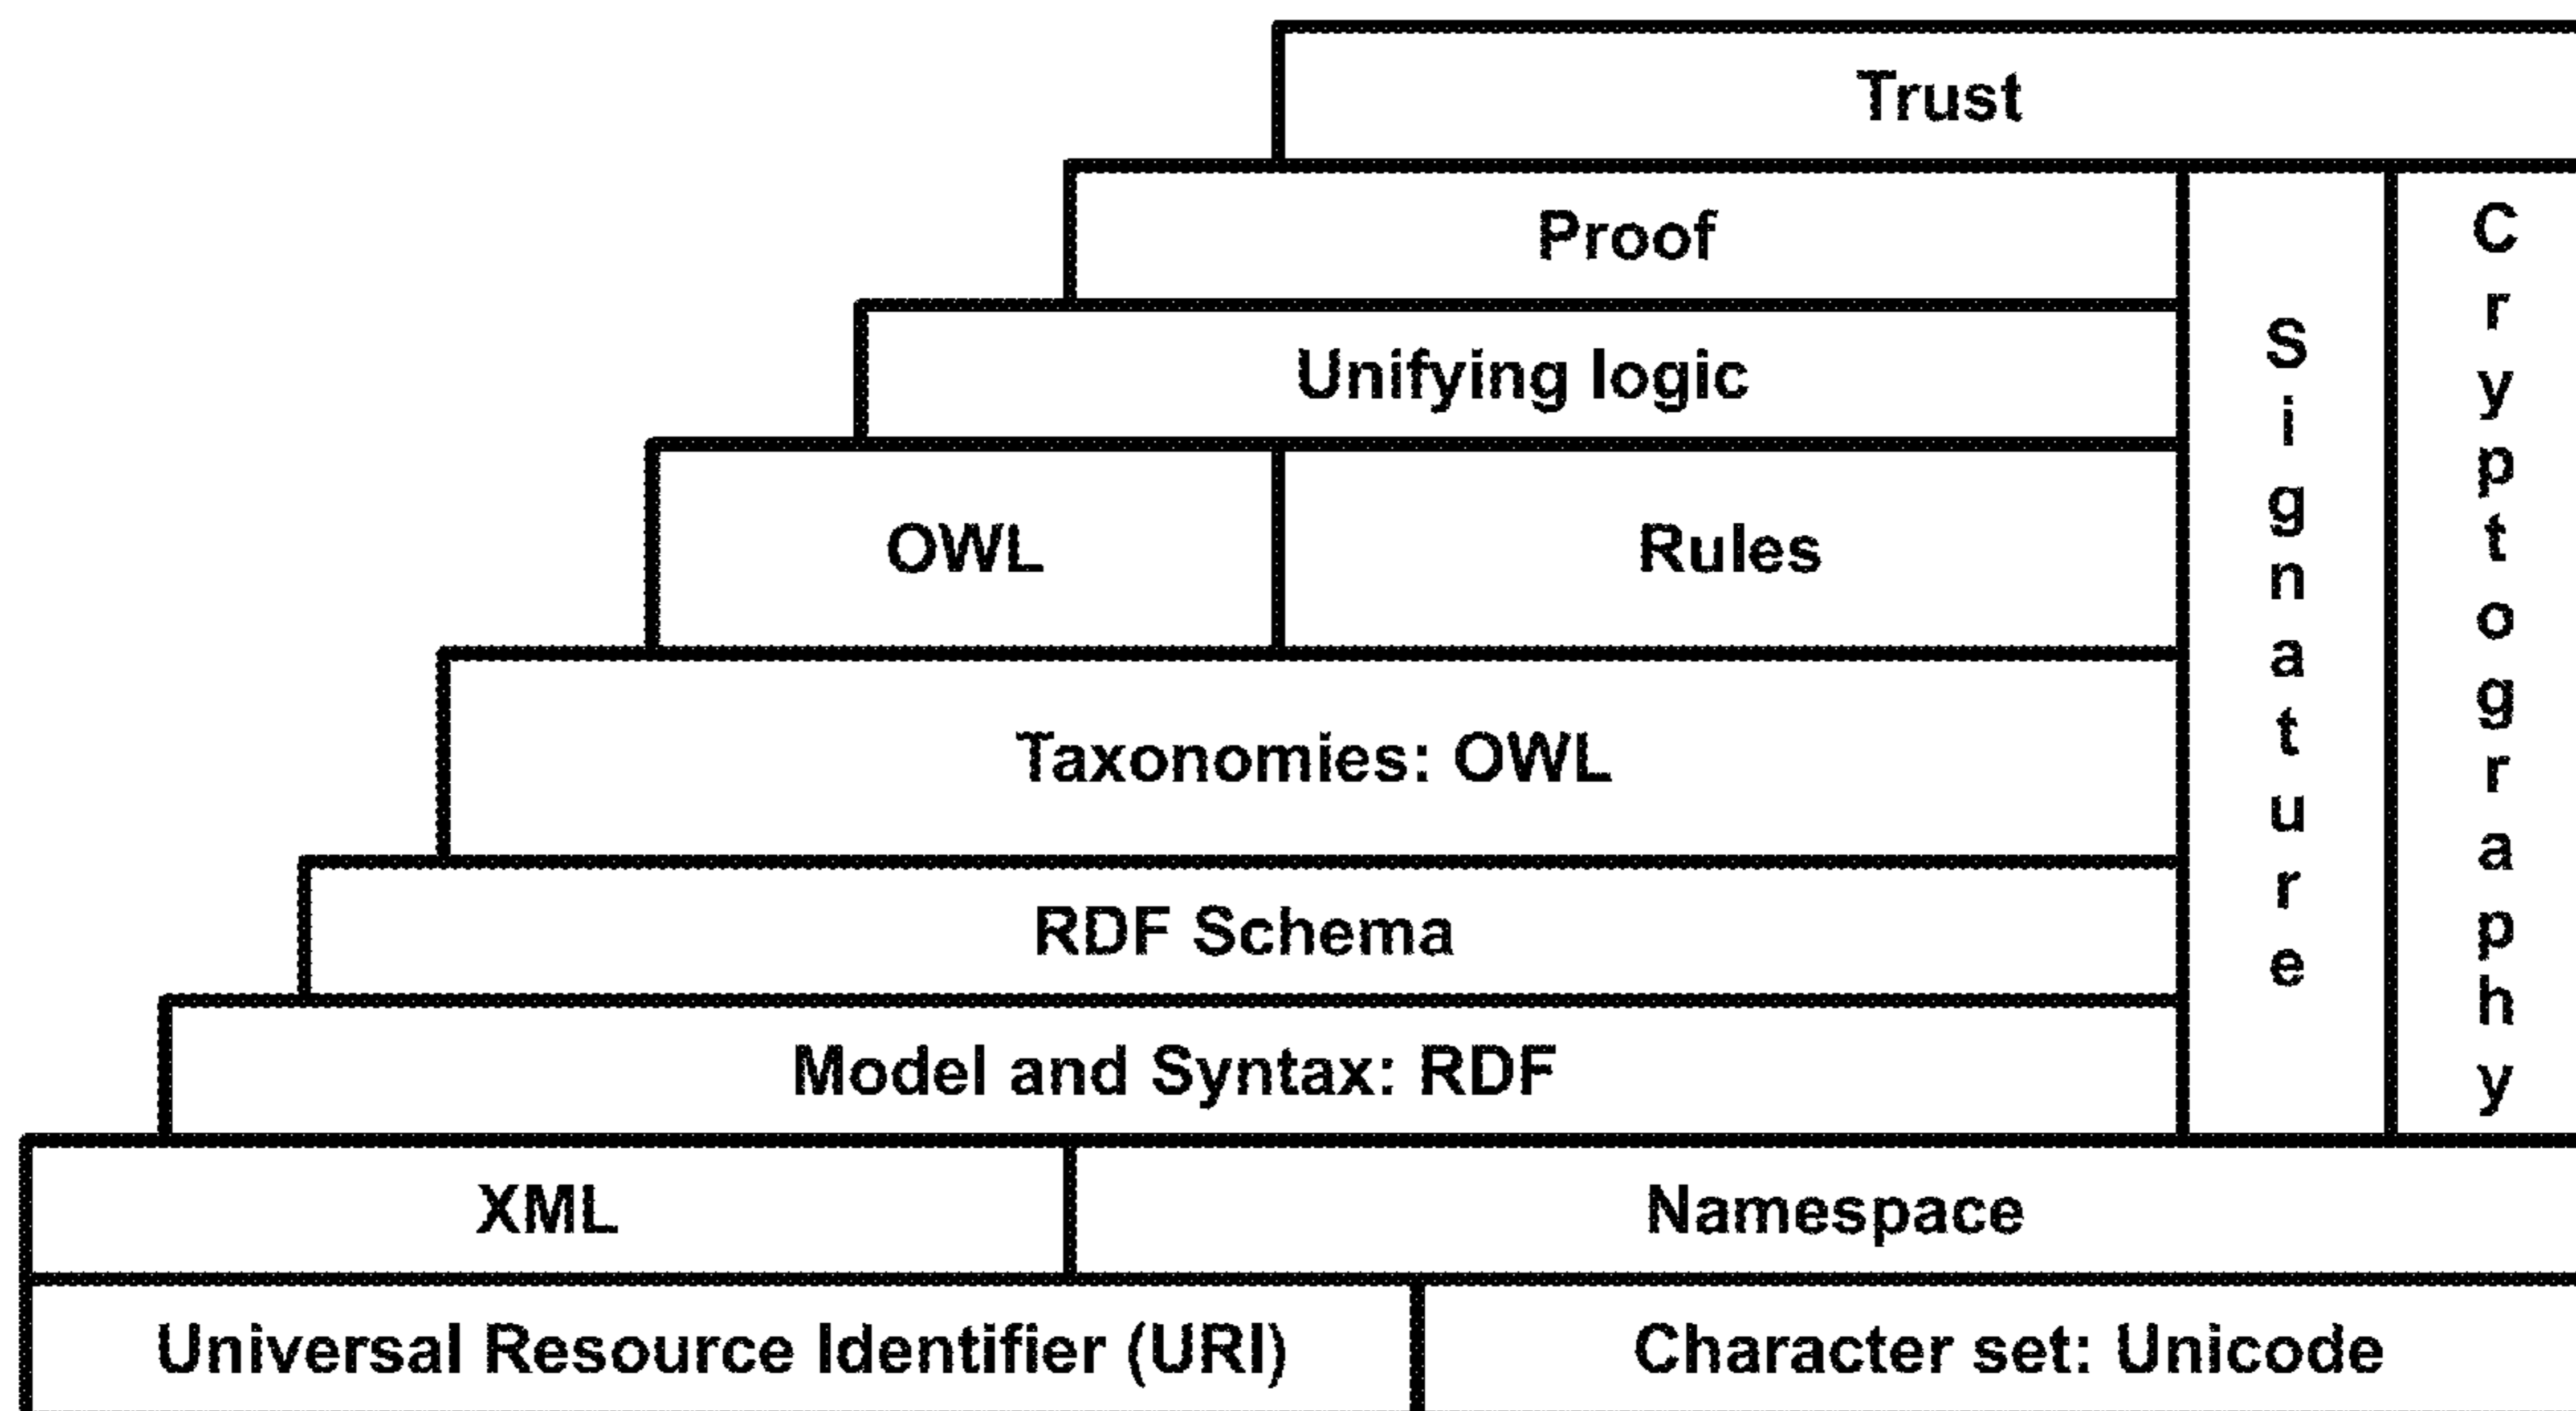 Trust
Proof
Unifying logic
OWL
Rules
Taxonomies: OWL
RDF Schema
Model and Syntax: RDF
Signature
Cryptography
XML
Namespace
Universal Resource Identifier (URI)
Character set: Unicode